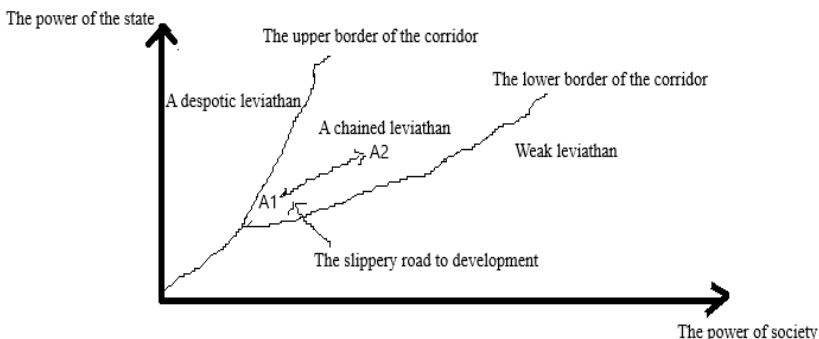 The power of the state
The upper border of the corridor
The lower border of the corridor
A despotic leviathan
A chained leviathan
Weak leviathan
A2
A1
The slippery road to development
The power of society